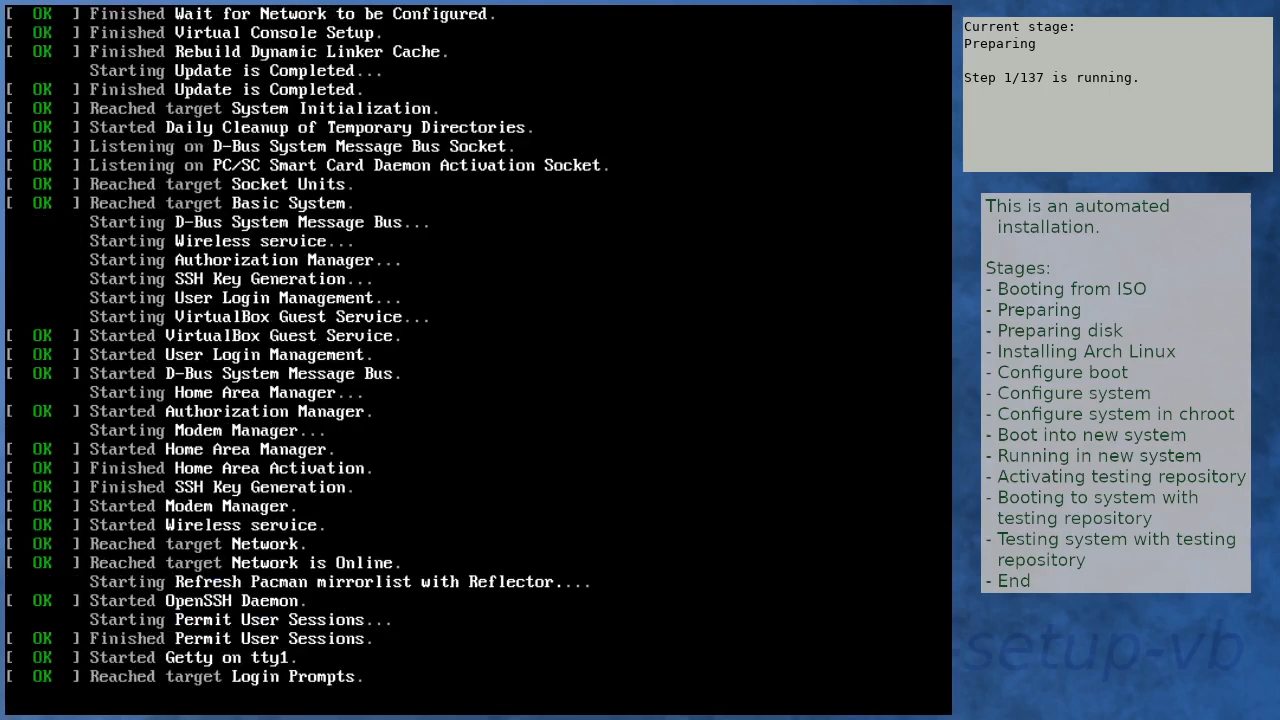 [  OK  ] Finished Wait for Network to be Configured.
[  OK  ] Finished Virtual Console Setup.
[  OK  ] Finished Rebuild Dynamic Linker Cache.
Starting Update is Completed...
[  OK  ] Finished Update is Completed.
[  OK  ] Reached target System Initialization.
[  OK  ] Started Daily Cleanup of Temporary Directories.
[  OK  ] Listening on D-Bus System Message Bus Socket.
[  OK  ] Listening on PC/SC Smart Card Daemon Activation Socket.
[  OK  ] Reached target Socket Units.
[  OK  ] Reached target Basic System.
Starting D-Bus System Message Bus...
Starting Wireless service...
Starting Authorization Manager...
Starting SSH Key Generation...
Starting User Login Management...
Starting VirtualBox Guest Service...
[  OK  ] Started VirtualBox Guest Service.
[  OK  ] Started User Login Management.
[  OK  ] Started D-Bus System Message Bus.
Starting Home Area Manager...
[  OK  ] Started Authorization Manager.
Starting Modem Manager...
[  OK  ] Started Home Area Manager.
[  OK  ] Finished Home Area Activation.
[  OK  ] Finished SSH Key Generation.
[  OK  ] Started Modem Manager.
[  OK  ] Started Wireless service.
[  OK  ] Reached target Network.
[  OK  ] Reached target Network is Online.
Starting Refresh Pacman mirrorlist with Reflector....
[  OK  ] Started OpenSSH Daemon.
Starting Permit User Sessions...
[  OK  ] Finished Permit User Sessions.
[  OK  ] Started Getty on tty1.
[  OK  ] Reached target Login Prompts.
Current stage:
Preparing
Step 1/137 is running.
This is an automated
installation.
Stages:
- Booting from ISO
- Preparing
- Preparing disk
- Installing Arch Linux
- Configure boot
- Configure system
- Configure system in chroot
- Boot into new system
- Running in new system
- Activating testing repository
- Booting to system with
testing repository
- Testing system with testing
repository
- End
-setup-vb